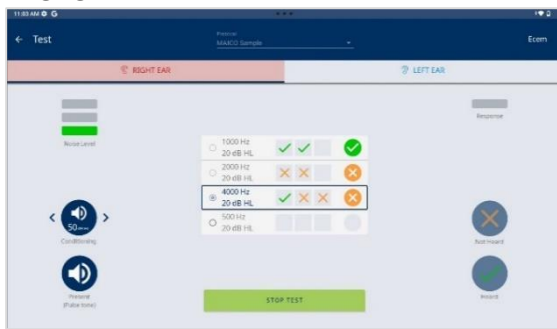 11:03 AM
Test
Protocol
MAICO Sample
Ecem
RIGHT EAR
LEFT EAR
Noise Level
Response
1000 Hz
20 dB HL
2000 Hz
20 dB HL
4000 Hz
20 dB HL
500 Hz
20 dB HL
50
Conditioning
Not Heard
Present
(Pulse tone)
Heard
STOP TEST